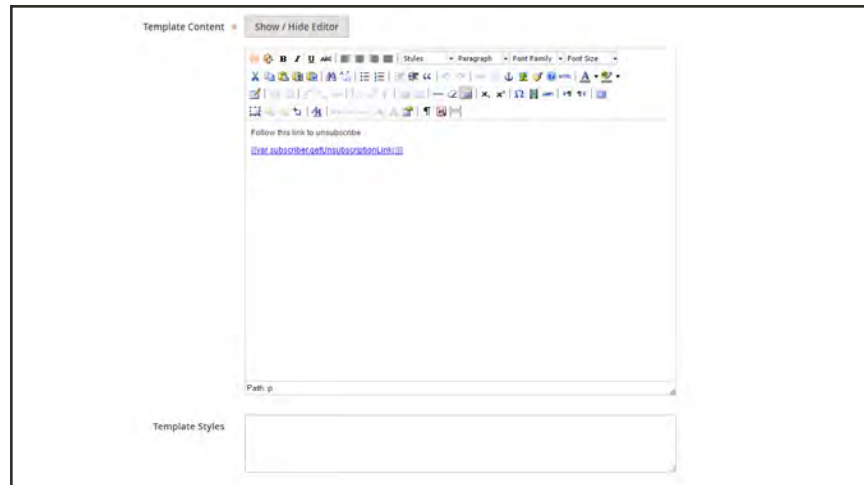 Template Content *
Show / Hide Editor
B I U ABC Styles Paragraph Font Family Font Size
Follow this link to unsubscribe
{{var subscriber.getUnsubscriptionLink()}}
Path: p
Template Styles